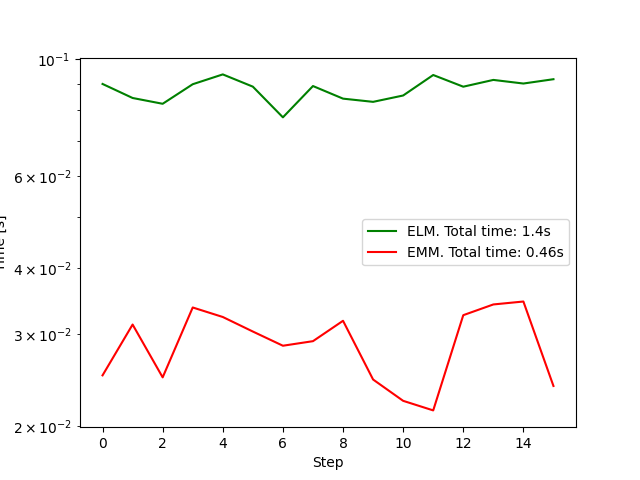 10⁻¹
6 × 10⁻²
4 × 10⁻²
3 × 10⁻²
2 × 10⁻²
Time [s]
ELM. Total time: 1.4s
EMM. Total time: 0.46s
0 2 4 6 8 10 12 14
Step